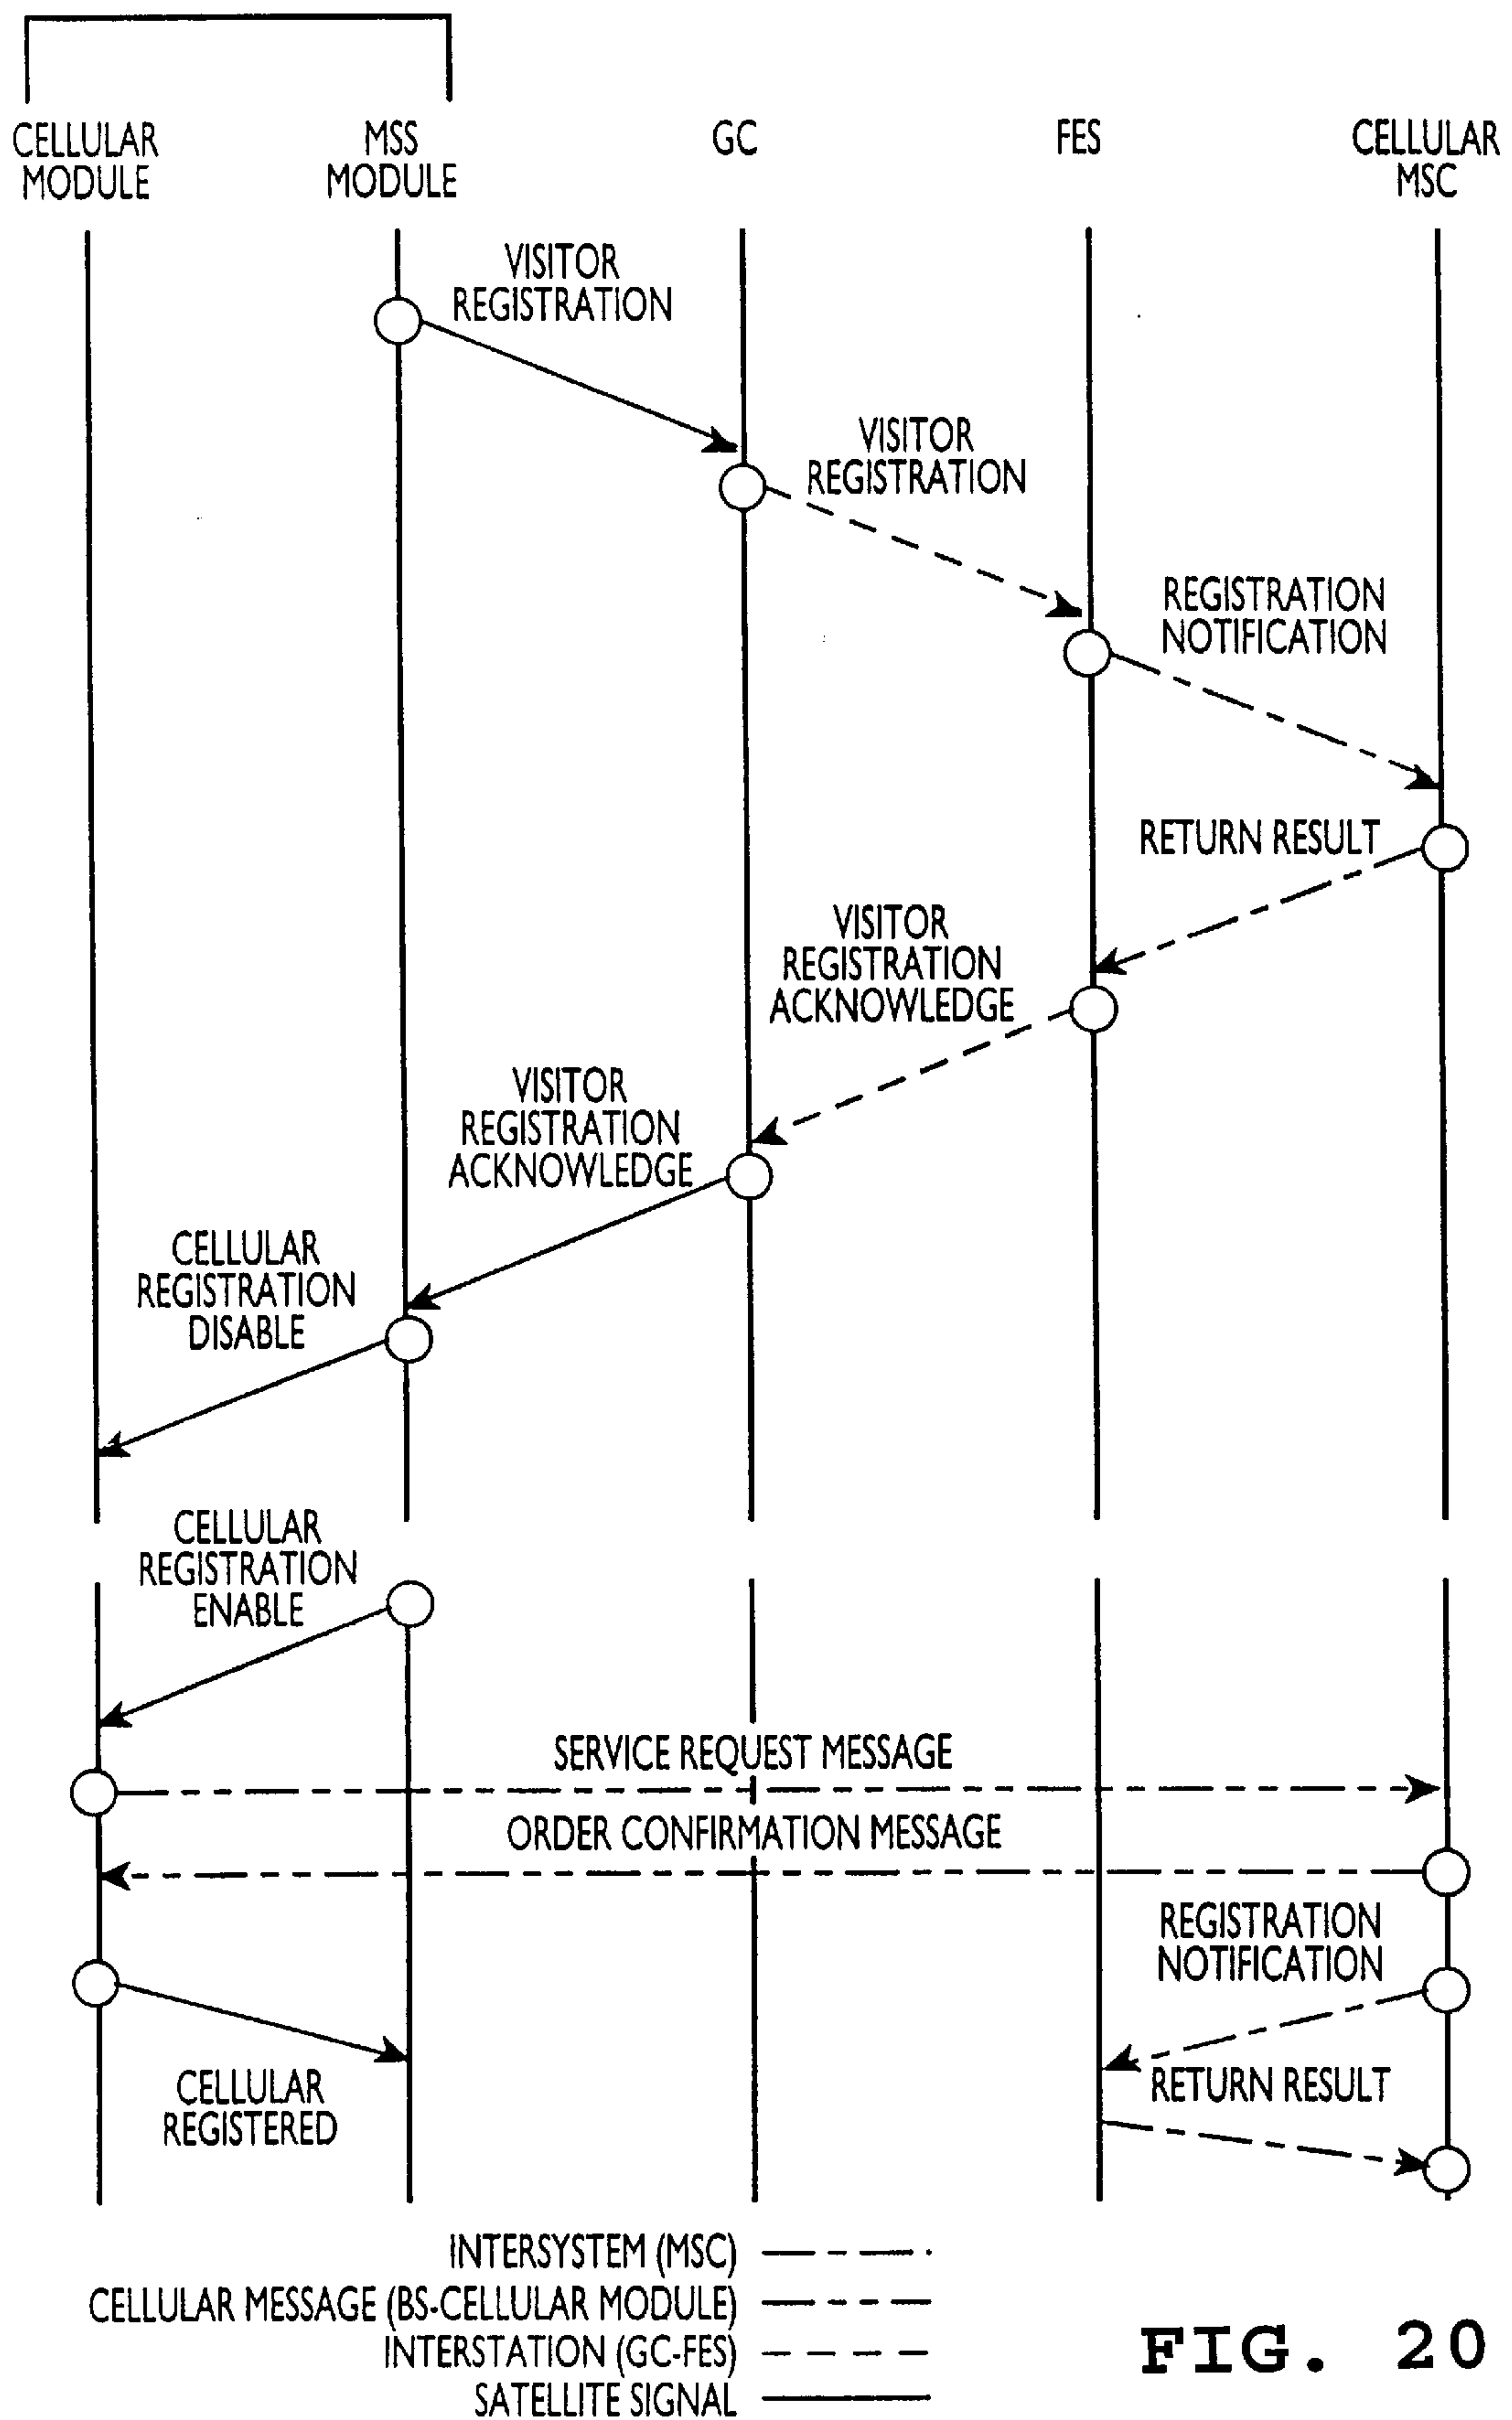 CELLULAR
MODULE
MSS
MODULE
GC
FES
CELLULAR
MSC
VISITOR
REGISTRATION
VISITOR
REGISTRATION
REGISTRATION
NOTIFICATION
RETURN RESULT
VISITOR
REGISTRATION
ACKNOWLEDGE
VISITOR
REGISTRATION
ACKNOWLEDGE
CELLULAR
REGISTRATION
DISABLE
CELLULAR
REGISTRATION
ENABLE
SERVICE REQUEST MESSAGE
ORDER CONFIRMATION MESSAGE
REGISTRATION
NOTIFICATION
CELLULAR
REGISTERED
RETURN RESULT
INTERSYSTEM (MSC)
CELLULAR MESSAGE (BS-CELLULAR MODULE)
INTERSTATION (GC-FES)
SATELLITE SIGNAL
FIG. 20